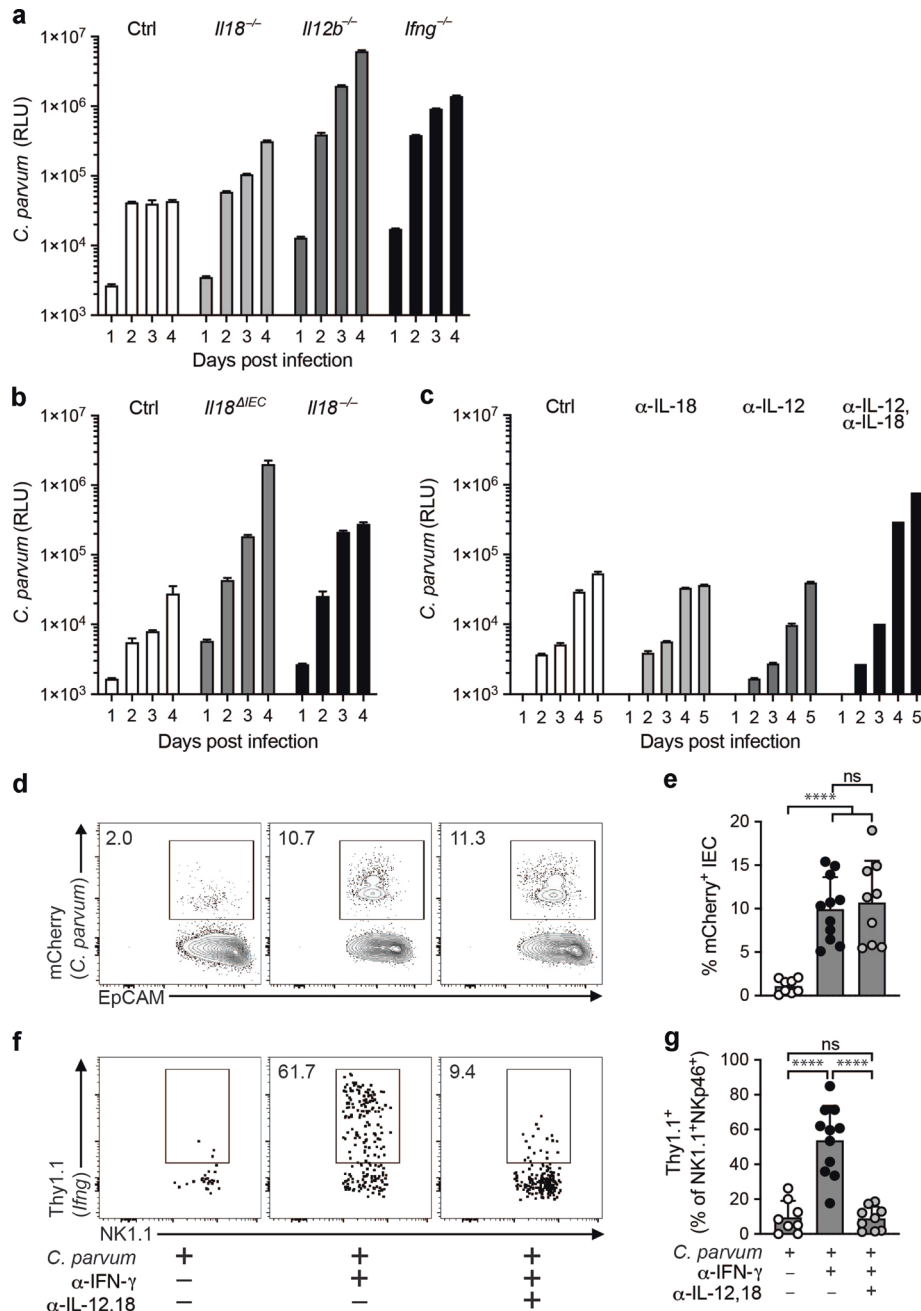 a
Ctrl Il18–/– Il12b–/– Ifng–/–
C. parvum (RLU)
1×10⁷
1×10⁶
1×10⁵
1×10⁴
1×10³
1 2 3 4 1 2 3 4 1 2 3 4 1 2 3 4
Days post infection
b
Ctrl Il18ΔIEC Il18–/–
C. parvum (RLU)
1×10⁷
1×10⁶
1×10⁵
1×10⁴
1×10³
1 2 3 4 1 2 3 4 1 2 3 4
Days post infection
c
Ctrl α-IL-18 α-IL-12 α-IL-12,
α-IL-18
C. parvum (RLU)
1×10⁷
1×10⁶
1×10⁵
1×10⁴
1×10³
1 2 3 4 5 1 2 3 4 5 1 2 3 4 5 1 2 3 4 5
Days post infection
d
2.0 10.7 11.3
mCherry
(C. parvum)
EpCAM
e
ns
****
% mCherry+ IEC
20
15
10
5
0
f
61.7 9.4
Thy1.1
(Ifng)
NK1.1
C. parvum + + +
α-IFN-γ – + +
α-IL-12,18 – – +
g
ns
**** ****
Thy1.1+
(% of NK1.1+NKp46+)
100
80
60
40
20
0
C. parvum + + +
α-IFN-γ – + +
α-IL-12,18 – – +